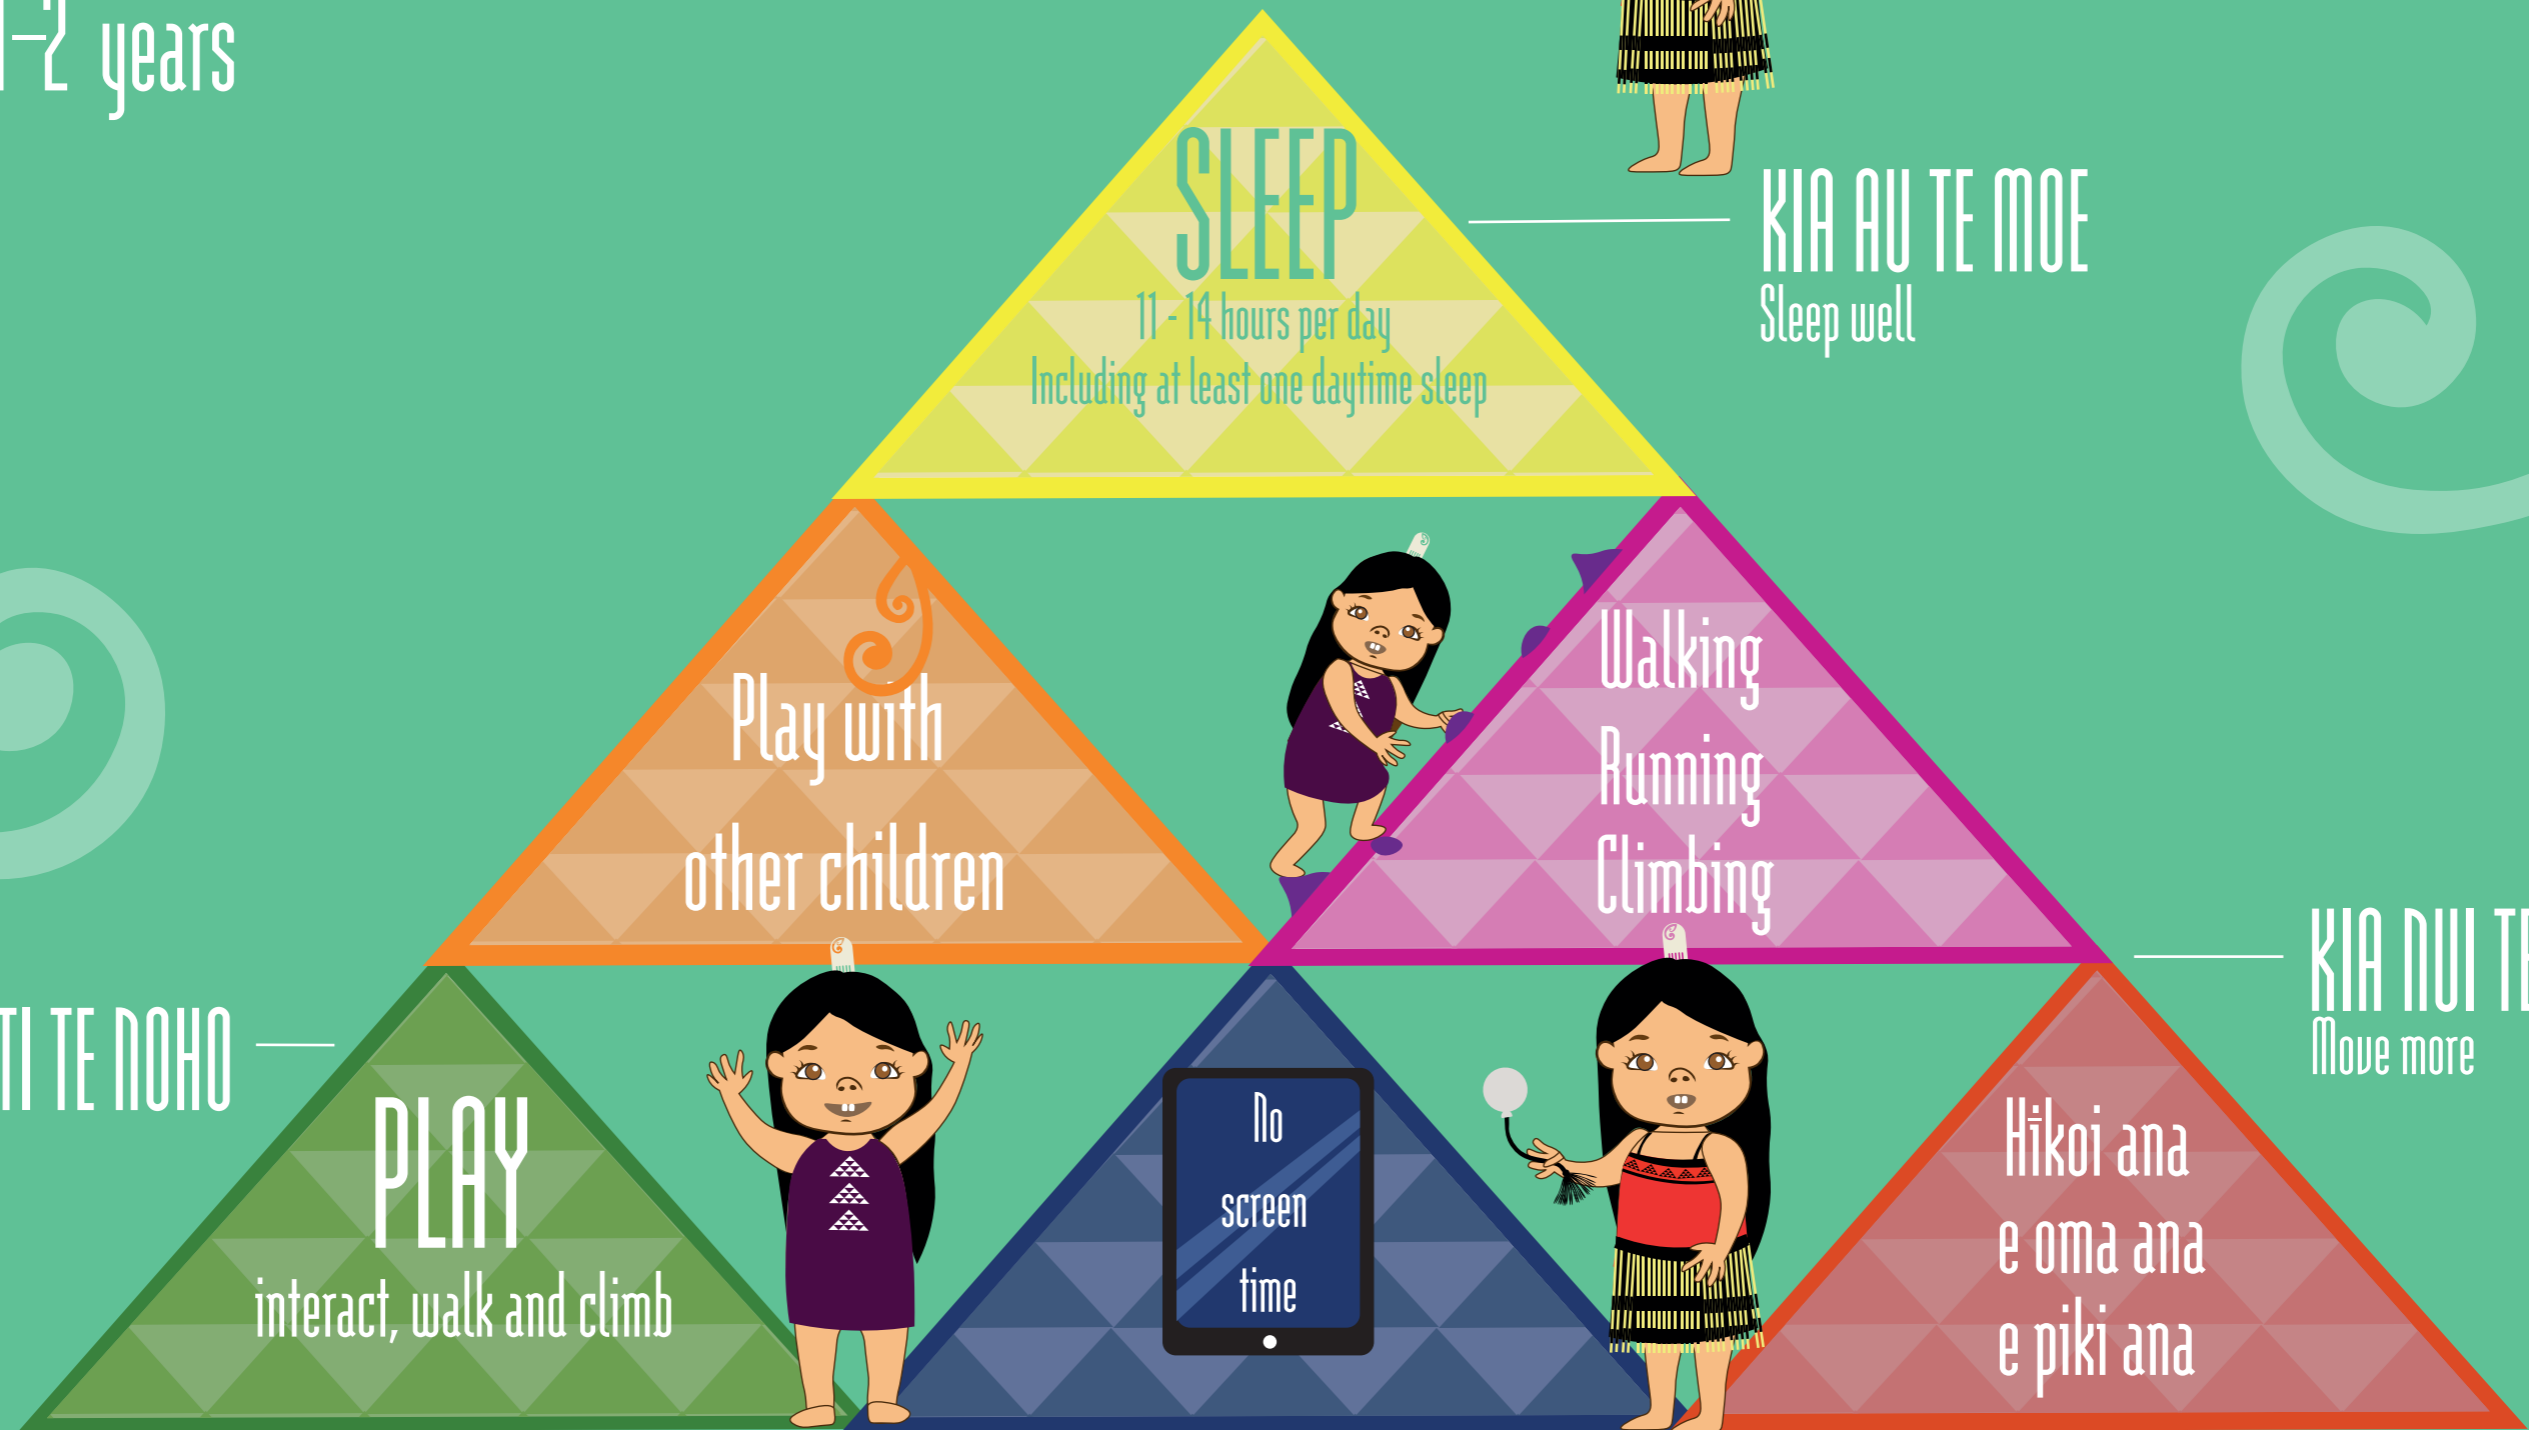 1-2 years
SLEEP
11 - 14 hours per day
Including at least one daytime sleep
KIA AU TE MOE
Sleep well
Play with
other children
Walking
Running
Climbing
KIA NUI TE
Move more
TI TE NOHO
PLAY
interact, walk and climb
No
screen
time
Hīkoi ana
e oma ana
e piki ana